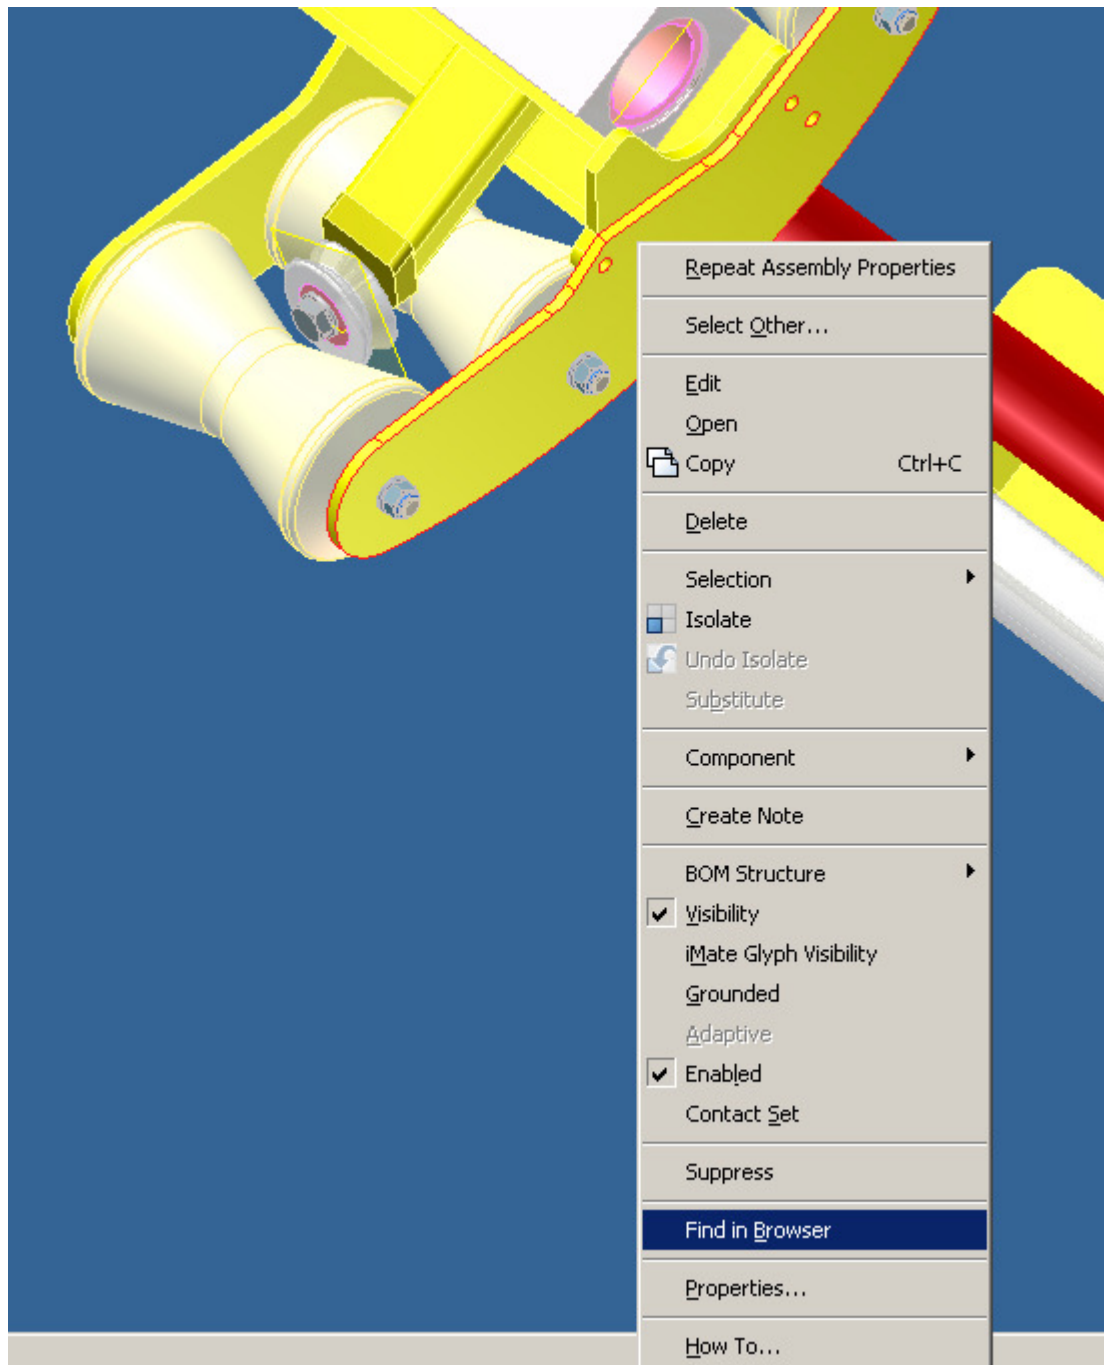 Repeat Assembly Properties
Select Other...
Edit
Open
Copy Ctrl+C
Delete
Selection
Isolate
Undo Isolate
Substitute
Component
Create Note
BOM Structure
Visibility
iMate Glyph Visibility
Grounded
Adaptive
Enabled
Contact Set
Suppress
Find in Browser
Properties...
How To...